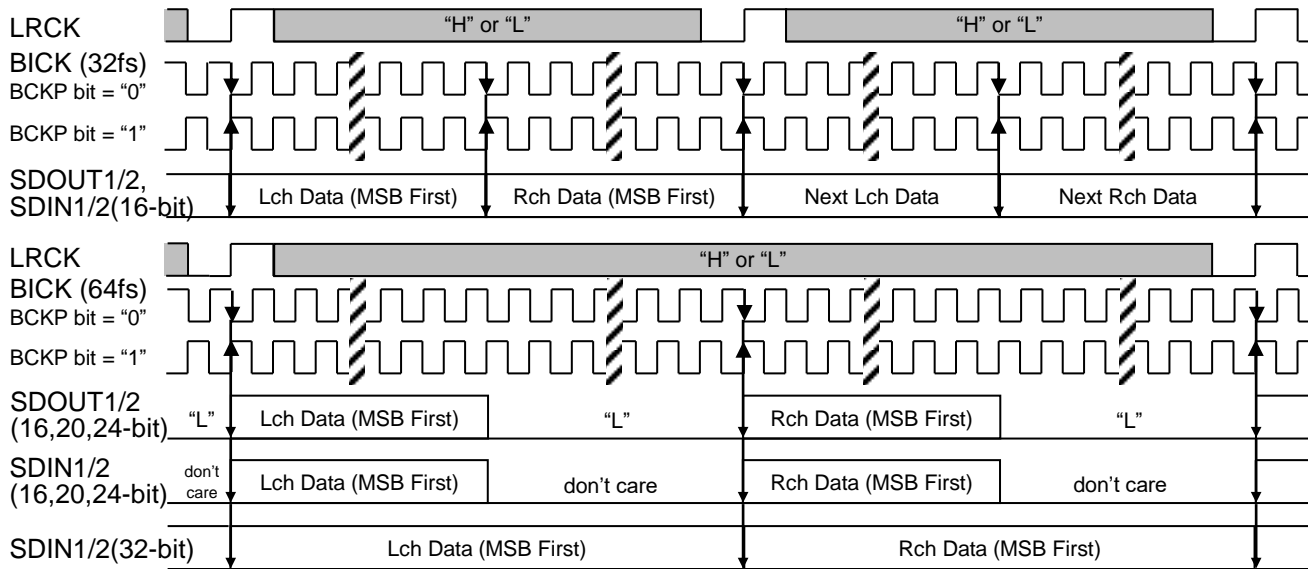 LRCK “H” or “L” “H” or “L”
BICK (32fs)
BCKP bit = “0”
BCKP bit = “1”
SDOUT1/2,
SDIN1/2(16-bit) Lch Data (MSB First) Rch Data (MSB First) Next Lch Data Next Rch Data
LRCK “H” or “L”
BICK (64fs)
BCKP bit = “0”
BCKP bit = “1”
SDOUT1/2
(16,20,24-bit) “L” Lch Data (MSB First) “L” Rch Data (MSB First) “L”
SDIN1/2
(16,20,24-bit) don’t care Lch Data (MSB First) don’t care Rch Data (MSB First) don’t care
SDIN1/2(32-bit) Lch Data (MSB First) Rch Data (MSB First)